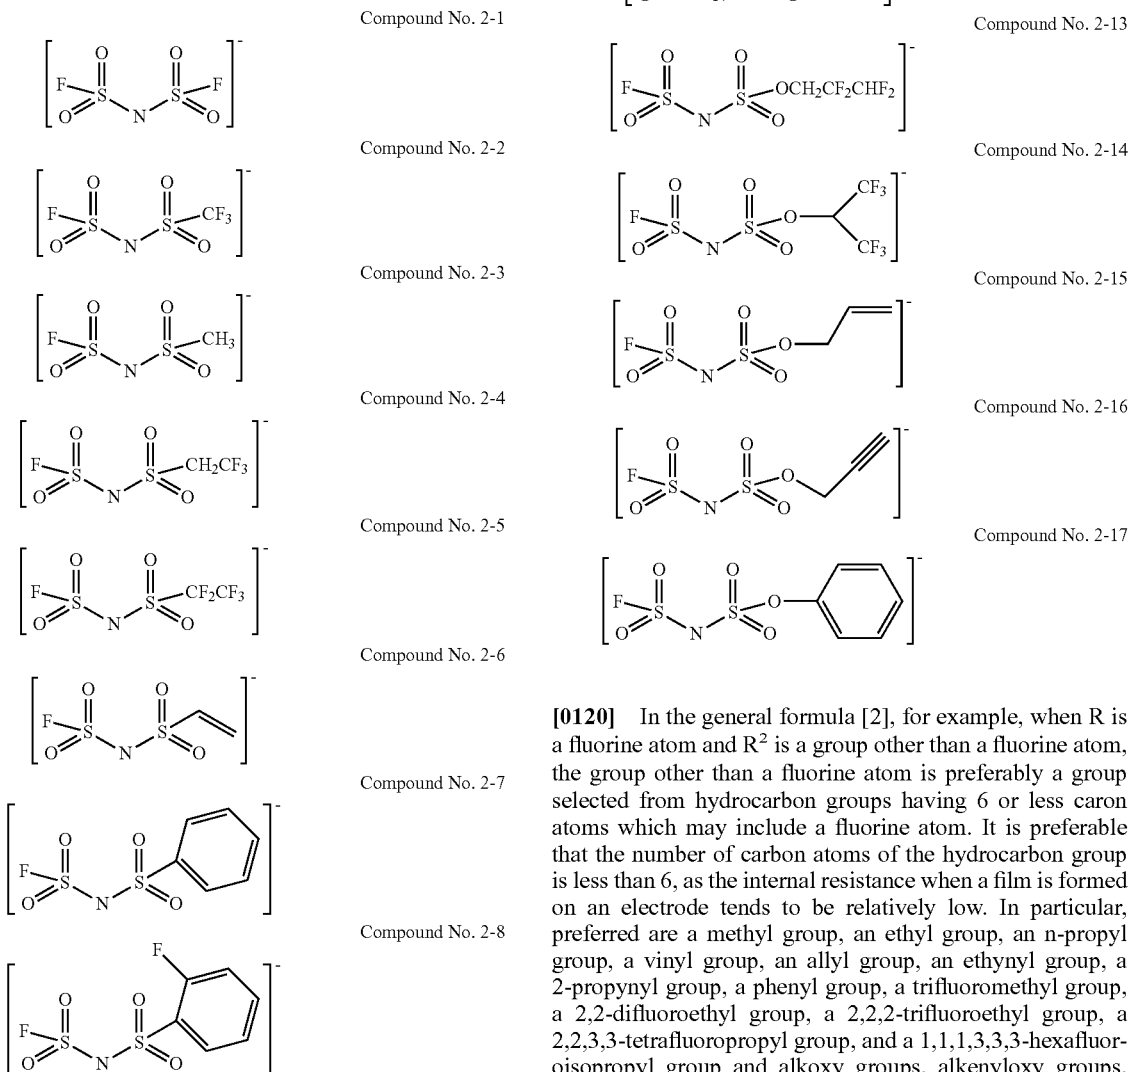 Compound No. 2-1
O O
F S S F
O N O
Compound No. 2-2
O O
F S S CF3
O N O
Compound No. 2-3
O O
F S S CH3
O N O
Compound No. 2-4
O O
F S S CH2CF3
O N O
Compound No. 2-5
O O
F S S CF2CF3
O N O
Compound No. 2-6
O O
F S S
O N O
Compound No. 2-7
O O
F S S
O N O
Compound No. 2-8
F
O O
F S S
O N O
Compound No. 2-13
O O
F S S OCH2CF2CHF2
O N O
Compound No. 2-14
O O CF3
F S S O
O N O CF3
Compound No. 2-15
O O
F S S O
O N O
Compound No. 2-16
O O
F S S O
O N O
Compound No. 2-17
O O
F S S O
O N O
[0120] In the general formula [2], for example, when R is
a fluorine atom and R² is a group other than a fluorine atom,
the group other than a fluorine atom is preferably a group
selected from hydrocarbon groups having 6 or less caron
atoms which may include a fluorine atom. It is preferable
that the number of carbon atoms of the hydrocarbon group
is less than 6, as the internal resistance when a film is formed
on an electrode tends to be relatively low. In particular,
preferred are a methyl group, an ethyl group, an n-propyl
group, a vinyl group, an allyl group, an ethynyl group, a
2-propynyl group, a phenyl group, a trifluoromethyl group,
a 2,2-difluoroethyl group, a 2,2,2-trifluoroethyl group, a
2,2,3,3-tetrafluoropropyl group, and a 1,1,1,3,3,3-hexafluor-
oisopropyl group and alkoxy groups, alkenyloxy groups,